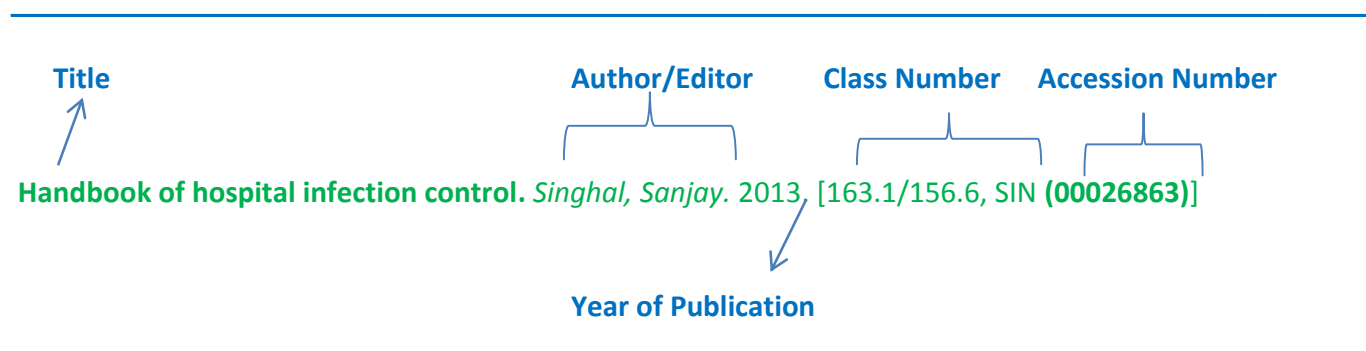 Title Author/Editor Class Number Accession Number
Handbook of hospital infection control. Singhal, Sanjay. 2013, [163.1/156.6, SIN (00026863)]
Year of Publication